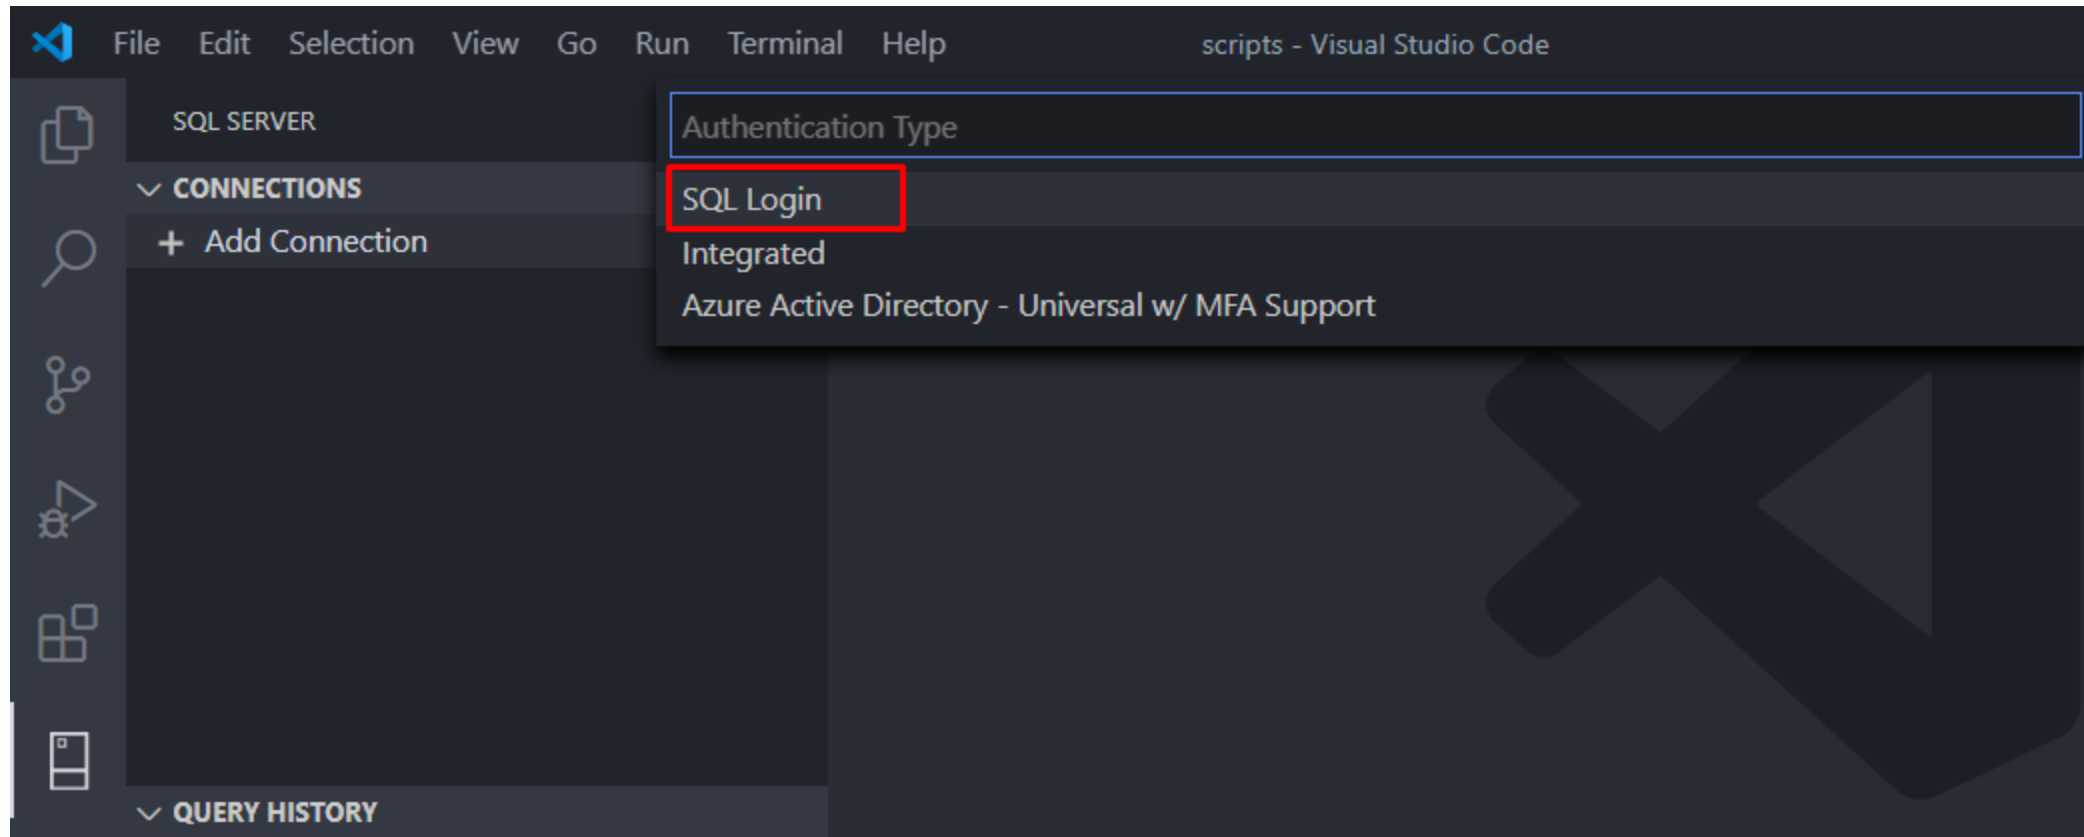 File Edit Selection View Go Run Terminal Help
scripts - Visual Studio Code
SQL SERVER
CONNECTIONS
Add Connection
Authentication Type
SQL Login
Integrated
Azure Active Directory - Universal w/ MFA Support
QUERY HISTORY